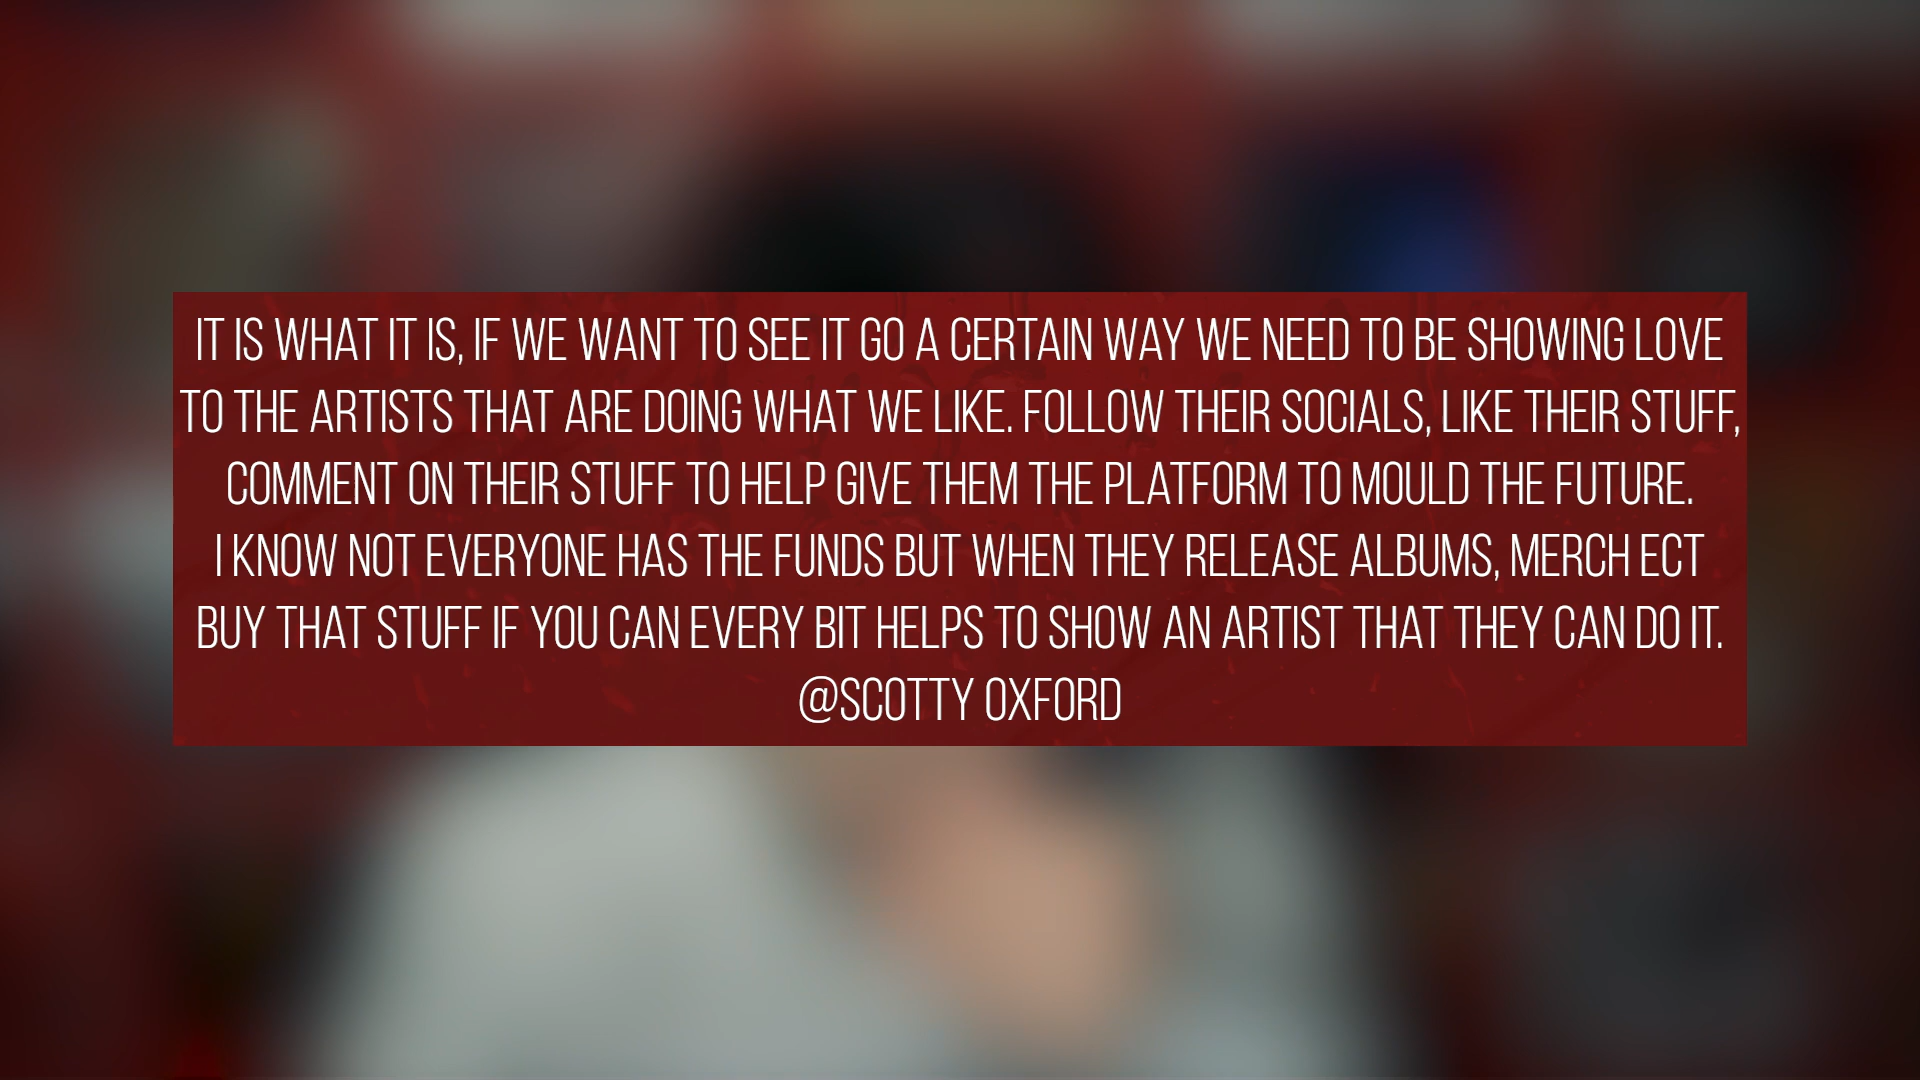 IT IS WHAT IT IS, IF WE WANT TO SEE IT GO A CERTAIN WAY WE NEED TO BE SHOWING LOVE
TO THE ARTISTS THAT ARE DOING WHAT WE LIKE. FOLLOW THEIR SOCIALS, LIKE THEIR STUFF,
COMMENT ON THEIR STUFF TO HELP GIVE THEM THE PLATFORM TO MOULD THE FUTURE.
I KNOW NOT EVERYONE HAS THE FUNDS BUT WHEN THEY RELEASE ALBUMS, MERCH ECT
BUY THAT STUFF IF YOU CAN EVERY BIT HELPS TO SHOW AN ARTIST THAT THEY CAN DO IT.
@SCOTTY OXFORD